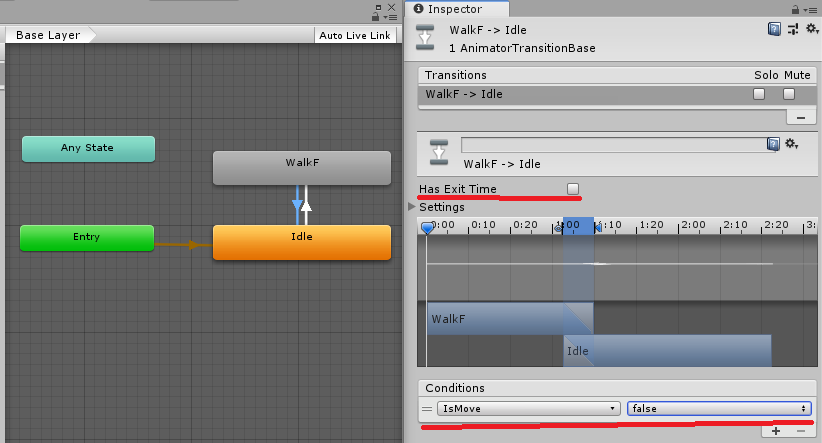 Base Layer
Auto Live Link
Any State
WalkF
Entry
Idle
Inspector
WalkF -> Idle
1 AnimatorTransitionBase
Transitions Solo Mute
WalkF -> Idle
WalkF -> Idle
Has Exit Time
Settings
0:00 0:10 0:20 1:00 1:10 1:20 2:00 2:10 2:20 3:
WalkF
Idle
Conditions
IsMove false